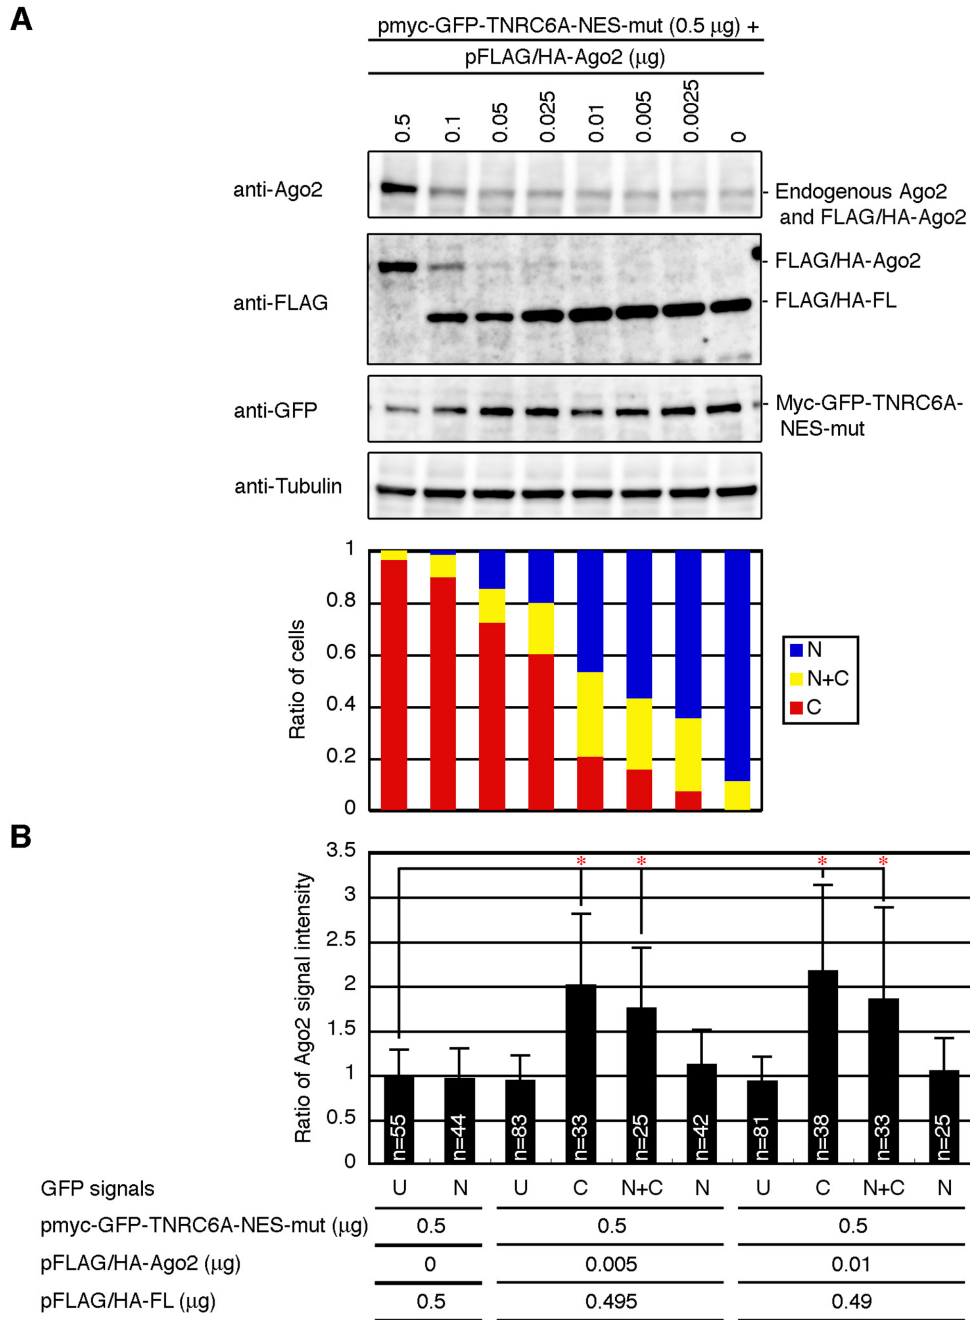 A
pmyc-GFP-TNRC6A-NES-mut (0.5 μg) +
pFLAG/HA-Ago2 (μg)
0.5 0.1 0.05 0.025 0.01 0.005 0.0025 0
anti-Ago2
Endogenous Ago2
and FLAG/HA-Ago2
anti-FLAG
FLAG/HA-Ago2
FLAG/HA-FL
anti-GFP
Myc-GFP-TNRC6A-
NES-mut
anti-Tubulin
Ratio of cells
1
0.8
0.6
0.4
0.2
0
N
N+C
C
B
Ratio of Ago2 signal intensity
3.5
3
2.5
2
1.5
1
0.5
0
* * * *
n=55 n=44 n=83 n=33 n=25 n=42 n=81 n=38 n=33 n=25
GFP signals U N U C N+C N U C N+C N
pmyc-GFP-TNRC6A-NES-mut (μg) 0.5 0.5 0.5
pFLAG/HA-Ago2 (μg) 0 0.005 0.01
pFLAG/HA-FL (μg) 0.5 0.495 0.49